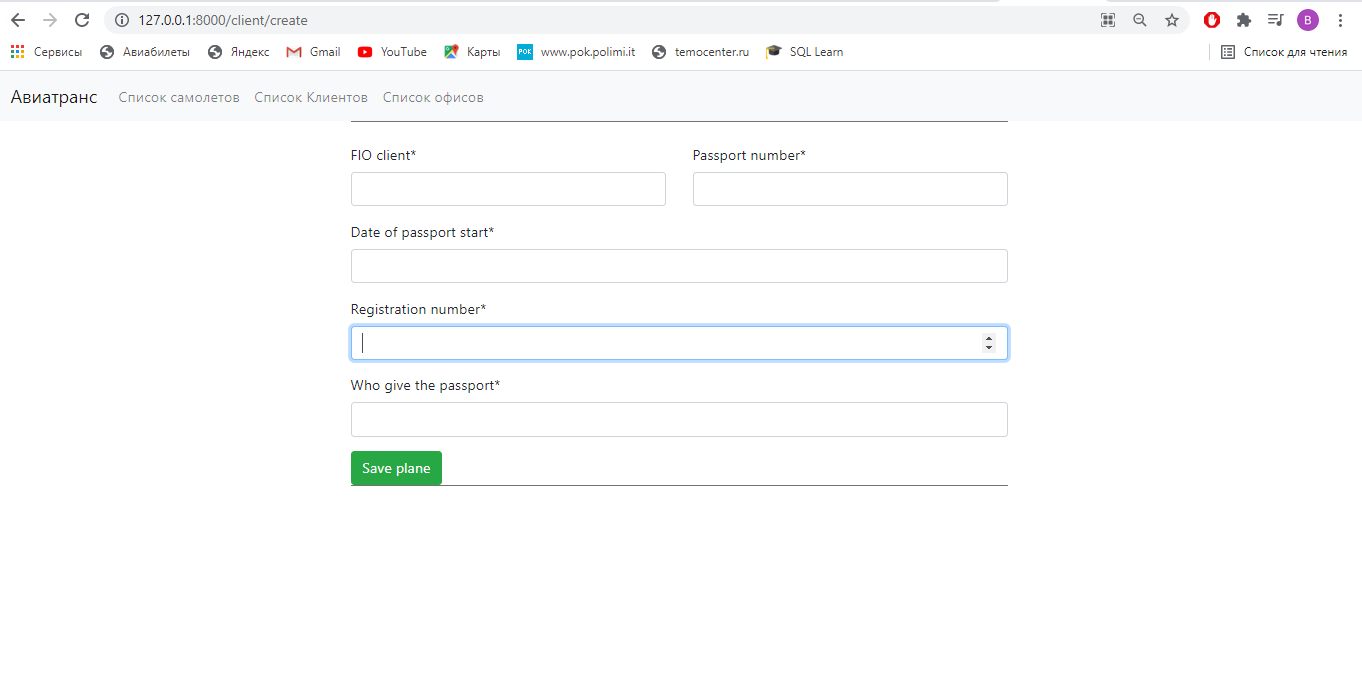 127.0.0.1:8000/client/create
B
Сервисы Авиабилеты Яндекс Gmail YouTube Карты POK www.pok.polimi.it temocenter.ru SQL Learn Список для чтения
Авиатранс Список самолетов Список Клиентов Список офисов
FIO client* Passport number*
Date of passport start*
Registration number*
Who give the passport*
Save plane